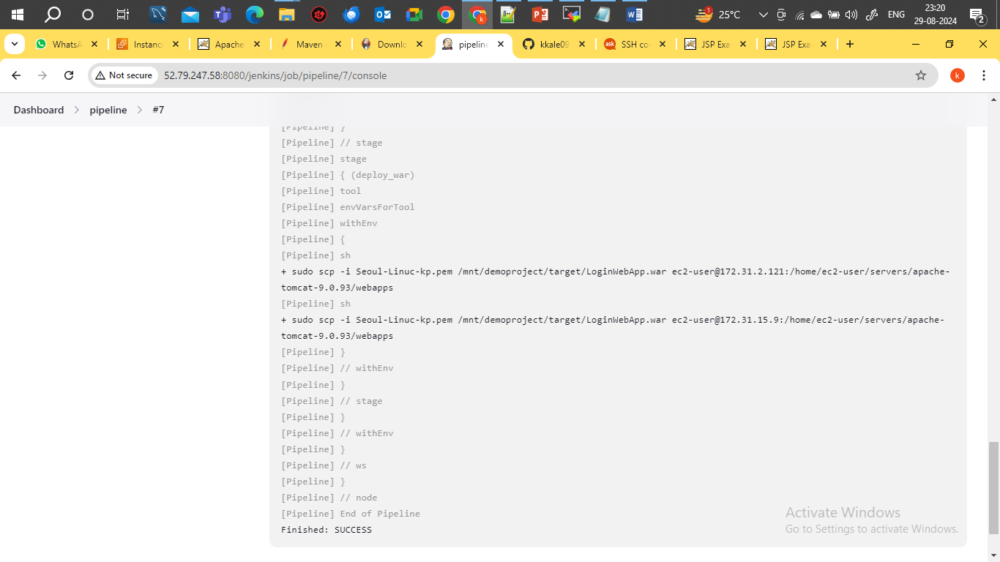 25°C
ENG
23:20
29-08-2024
2
WhatsA
Instanc
Apache
Maven
Downlo
pipeline
kkale09
SSH co
JSP Exa
JSP Exa
Not secure
52.79.247.58:8080/jenkins/job/pipeline/7/console
k
Dashboard > pipeline > #7
[Pipeline] }
[Pipeline] // stage
[Pipeline] stage
[Pipeline] { (deploy_war)
[Pipeline] tool
[Pipeline] envVarsForTool
[Pipeline] withEnv
[Pipeline] {
[Pipeline] sh
+ sudo scp -i Seoul-Linuc-kp.pem /mnt/demoproject/target/LoginWebApp.war ec2-user@172.31.2.121:/home/ec2-user/servers/apache-
tomcat-9.0.93/webapps
[Pipeline] sh
+ sudo scp -i Seoul-Linuc-kp.pem /mnt/demoproject/target/LoginWebApp.war ec2-user@172.31.15.9:/home/ec2-user/servers/apache-
tomcat-9.0.93/webapps
[Pipeline] }
[Pipeline] // withEnv
[Pipeline] }
[Pipeline] // stage
[Pipeline] }
[Pipeline] // withEnv
[Pipeline] }
[Pipeline] // ws
[Pipeline] }
[Pipeline] // node
[Pipeline] End of Pipeline
Finished: SUCCESS
Activate Windows
Go to Settings to activate Windows.